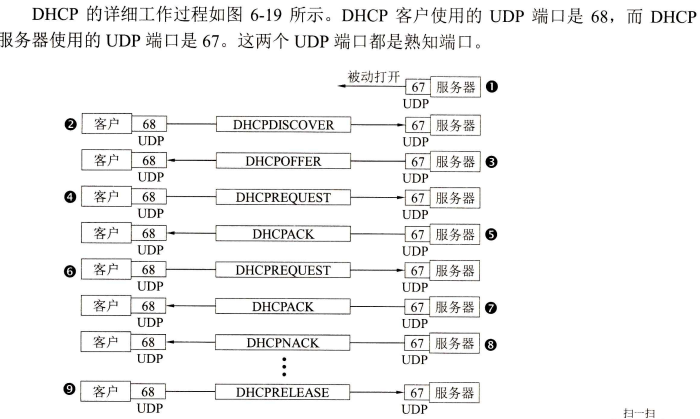 DHCP 的详细工作过程如图 6-19 所示。DHCP 客户使用的 UDP 端口是 68，而 DHCP
服务器使用的 UDP 端口是 67。这两个 UDP 端口都是熟知端口。
被动打开 67 服务器 ❶
UDP
❷ 客户 68 DHCPDISCOVER 67 服务器
UDP UDP
客户 68 DHCPOFFER 67 服务器 ❸
UDP UDP
❹ 客户 68 DHCPREQUEST 67 服务器
UDP UDP
客户 68 DHCPACK 67 服务器 ❺
UDP UDP
❻ 客户 68 DHCPREQUEST 67 服务器
UDP UDP
客户 68 DHCPACK 67 服务器 ❼
UDP UDP
客户 68 DHCPNACK 67 服务器 ❽
UDP UDP
❾ 客户 68 DHCPRELEASE 67 服务器
UDP UDP
扫一扫